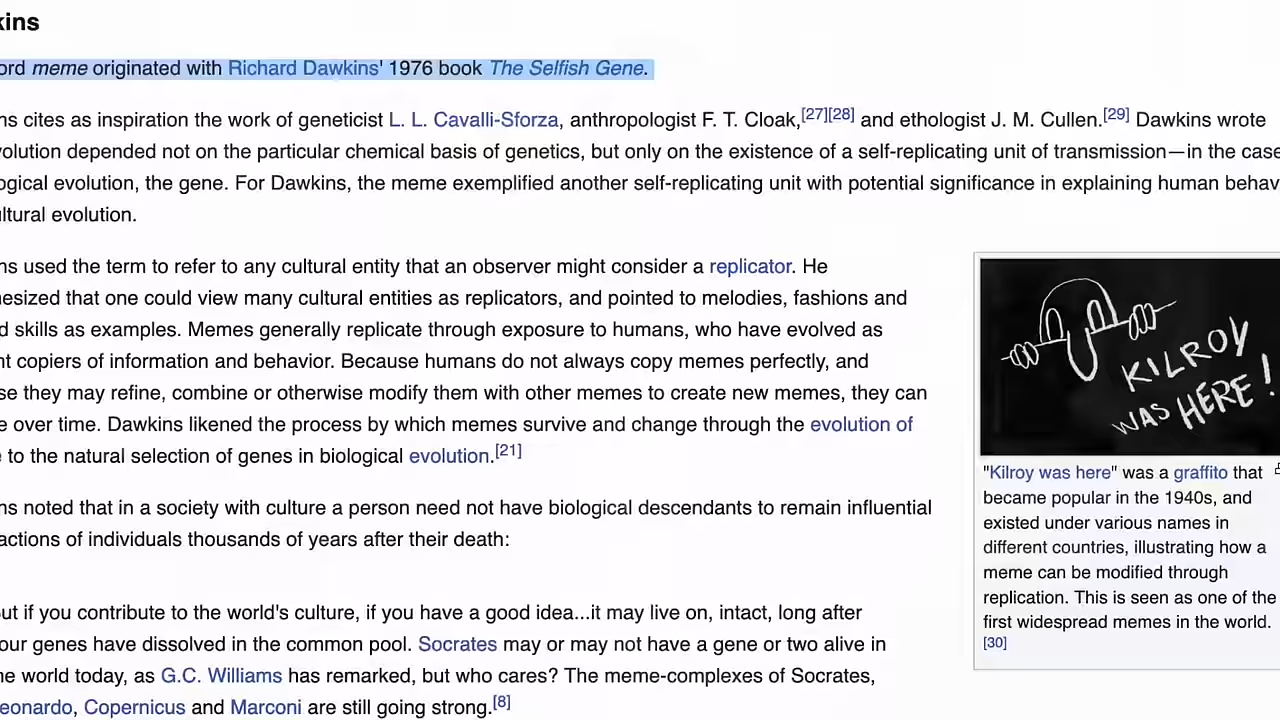 kins
ord meme originated with Richard Dawkins' 1976 book The Selfish Gene.
ns cites as inspiration the work of geneticist L. L. Cavalli-Sforza, anthropologist F. T. Cloak,[27][28] and ethologist J. M. Cullen.[29] Dawkins wrote
volution depended not on the particular chemical basis of genetics, but only on the existence of a self-replicating unit of transmission—in the case
ogical evolution, the gene. For Dawkins, the meme exemplified another self-replicating unit with potential significance in explaining human behav
ultural evolution.
ns used the term to refer to any cultural entity that an observer might consider a replicator. He
nesized that one could view many cultural entities as replicators, and pointed to melodies, fashions and
d skills as examples. Memes generally replicate through exposure to humans, who have evolved as
nt copiers of information and behavior. Because humans do not always copy memes perfectly, and
se they may refine, combine or otherwise modify them with other memes to create new memes, they can
e over time. Dawkins likened the process by which memes survive and change through the evolution of
e to the natural selection of genes in biological evolution.[21]
ns noted that in a society with culture a person need not have biological descendants to remain influential
actions of individuals thousands of years after their death:
ut if you contribute to the world's culture, if you have a good idea...it may live on, intact, long after
our genes have dissolved in the common pool. Socrates may or may not have a gene or two alive in
he world today, as G.C. Williams has remarked, but who cares? The meme-complexes of Socrates,
eonardo, Copernicus and Marconi are still going strong.[8]
KILROY
WAS HERE!
"Kilroy was here" was a graffito that
became popular in the 1940s, and
existed under various names in
different countries, illustrating how a
meme can be modified through
replication. This is seen as one of the
first widespread memes in the world.
[30]